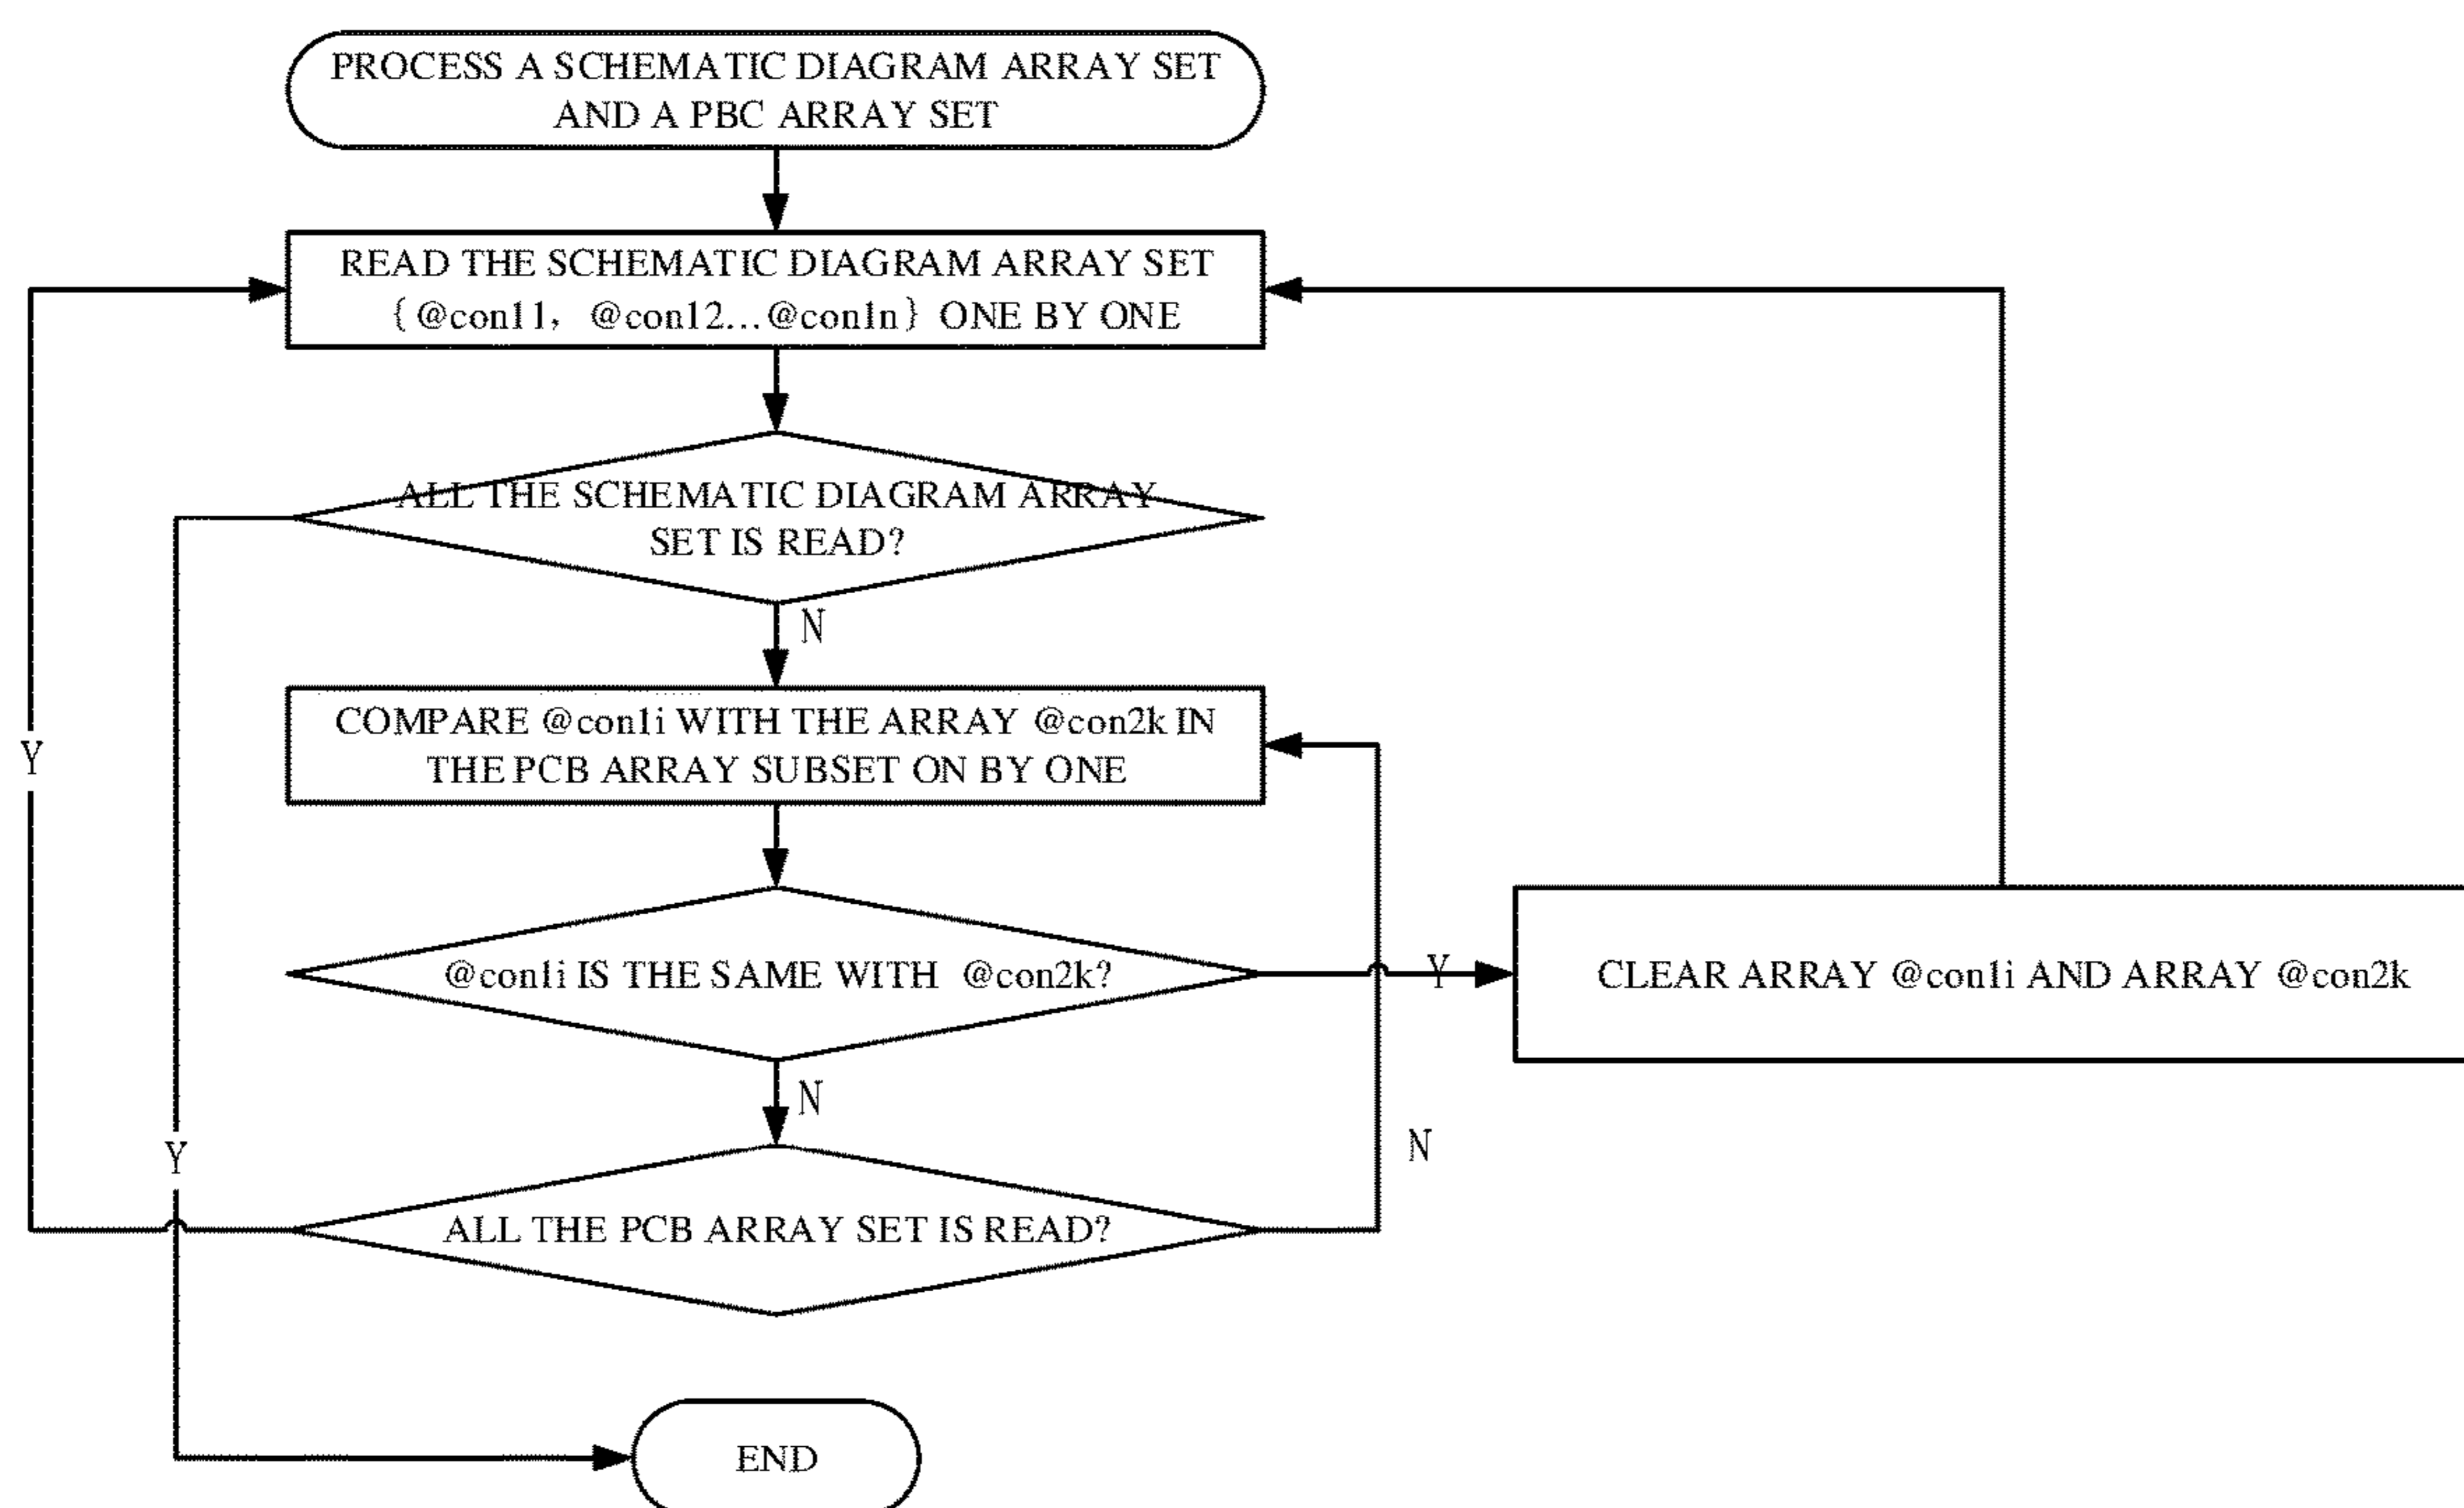 PROCESS A SCHEMATIC DIAGRAM ARRAY SET
AND A PBC ARRAY SET
READ THE SCHEMATIC DIAGRAM ARRAY SET
{@con11, @con12...@con1n} ONE BY ONE
ALL THE SCHEMATIC DIAGRAM ARRAY
SET IS READ?
N
COMPARE @con1i WITH THE ARRAY @con2k IN
THE PCB ARRAY SUBSET ON BY ONE
Y
@con1i IS THE SAME WITH @con2k?
Y
CLEAR ARRAY @con1i AND ARRAY @con2k
N
N
Y
ALL THE PCB ARRAY SET IS READ?
END